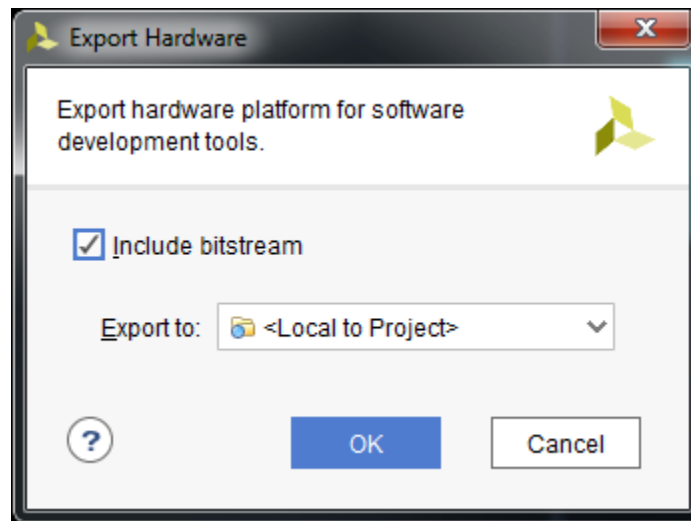 Export Hardware
Export hardware platform for software
development tools.
Include bitstream
Export to: <Local to Project>
?
OK Cancel